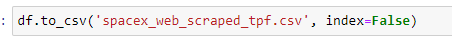 : df.to_csv('spacex_web_scraped_tpf.csv', index=False)